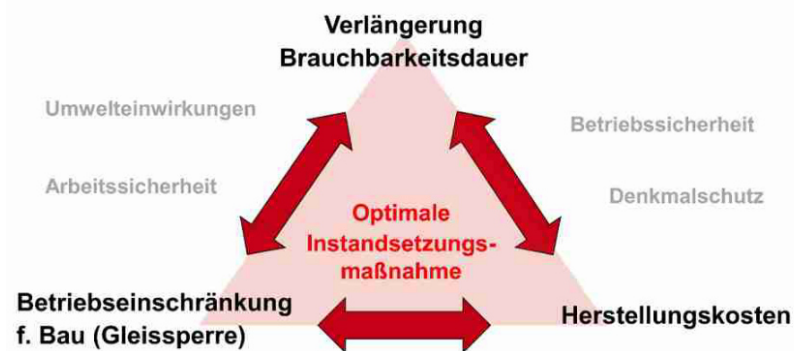 Verlängerung
Brauchbarkeitsdauer
Umwelteinwirkungen
Betriebssicherheit
Arbeitssicherheit
Denkmalschutz
Optimale
Instandsetzungs-
maßnahme
Betriebseinschränkung
f. Bau (Gleissperre)
Herstellungskosten